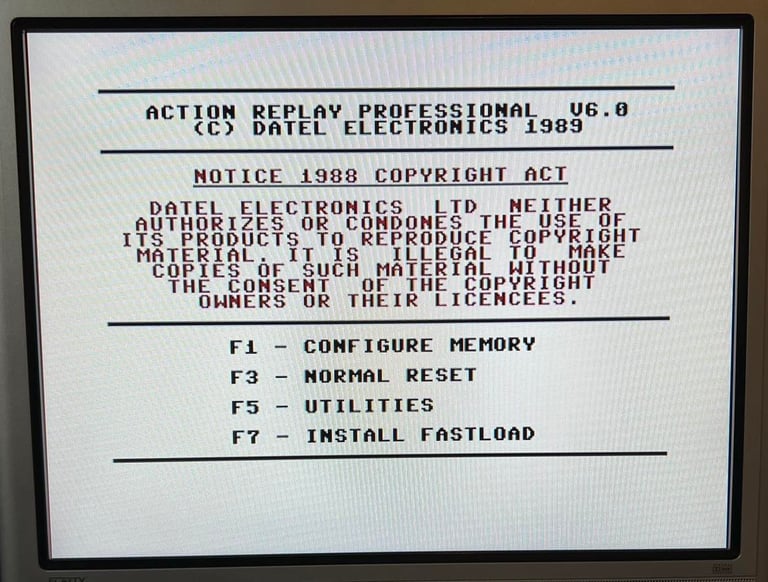 ACTION REPLAY PROFESSIONAL V6.0
(C) DATEL ELECTRONICS 1989
NOTICE 1988 COPYRIGHT ACT
DATEL ELECTRONICS LTD NEITHER
AUTHORIZES OR CONDONES THE USE OF
ITS PRODUCTS TO REPRODUCE COPYRIGHT
MATERIAL. IT IS ILLEGAL TO MAKE
COPIES OF SUCH MATERIAL WITHOUT
THE CONSENT OF THE COPYRIGHT
OWNERS OR THEIR LICENCEES.
F1 - CONFIGURE MEMORY
F3 - NORMAL RESET
F5 - UTILITIES
F7 - INSTALL FASTLOAD